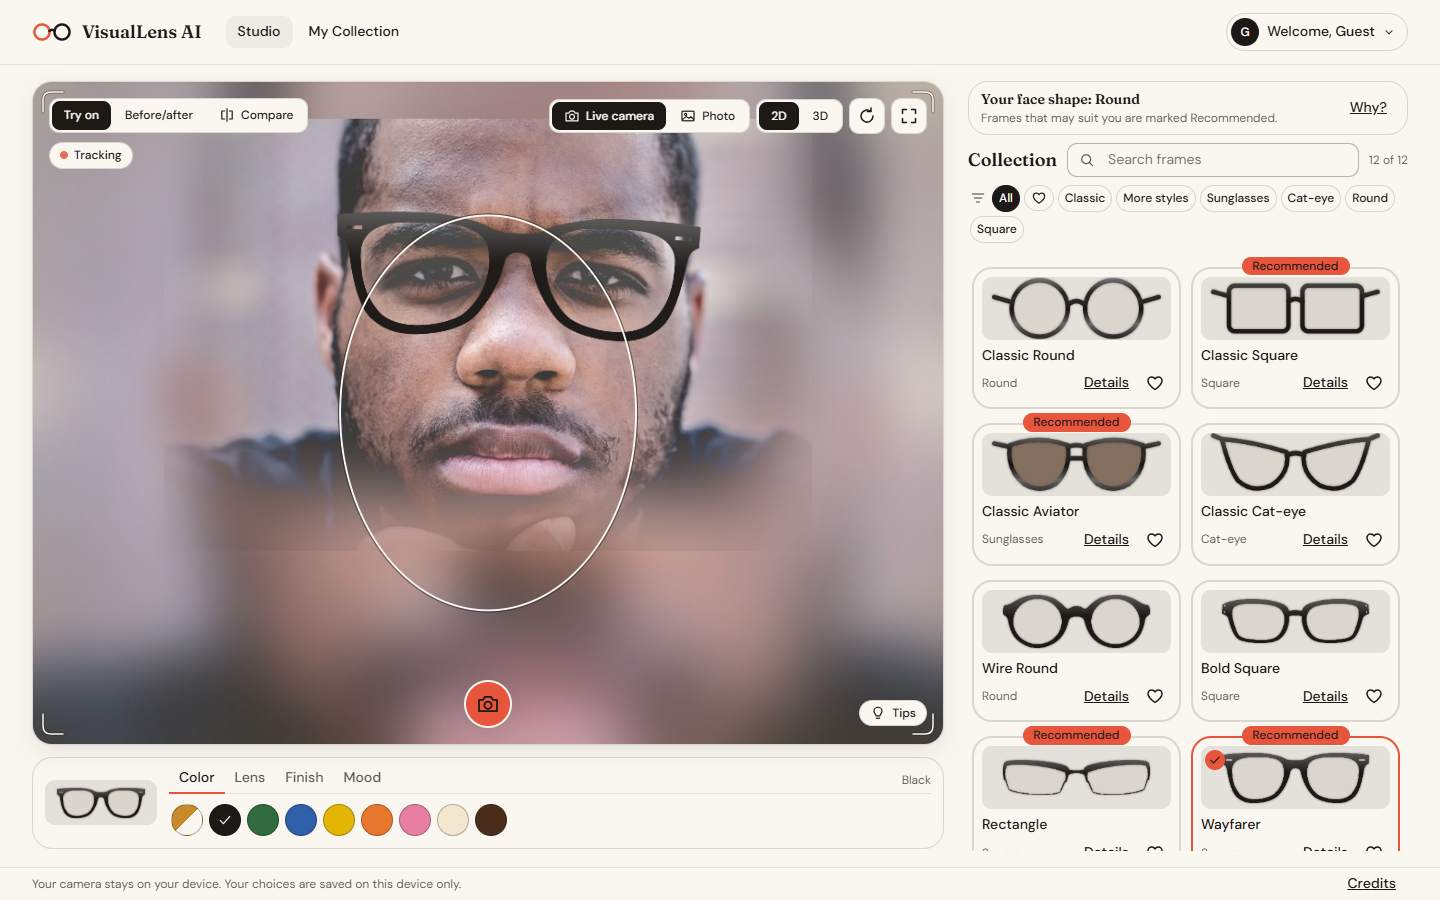 VisualLens AI
Studio
My Collection
G
Welcome, Guest
Try on
Before/after
Compare
Live camera
Photo
2D
3D
Tracking
Tips
Your face shape: Round
Frames that may suit you are marked Recommended.
Why?
Collection
Search frames
12 of 12
All
Classic
More styles
Sunglasses
Cat-eye
Round
Square
Classic Round
Round
Details
Recommended
Classic Square
Square
Details
Recommended
Classic Aviator
Sunglasses
Details
Classic Cat-eye
Cat-eye
Details
Wire Round
Round
Details
Bold Square
Square
Details
Recommended
Rectangle
Recommended
Wayfarer
Color
Lens
Finish
Mood
Black
Your camera stays on your device. Your choices are saved on this device only.
Credits